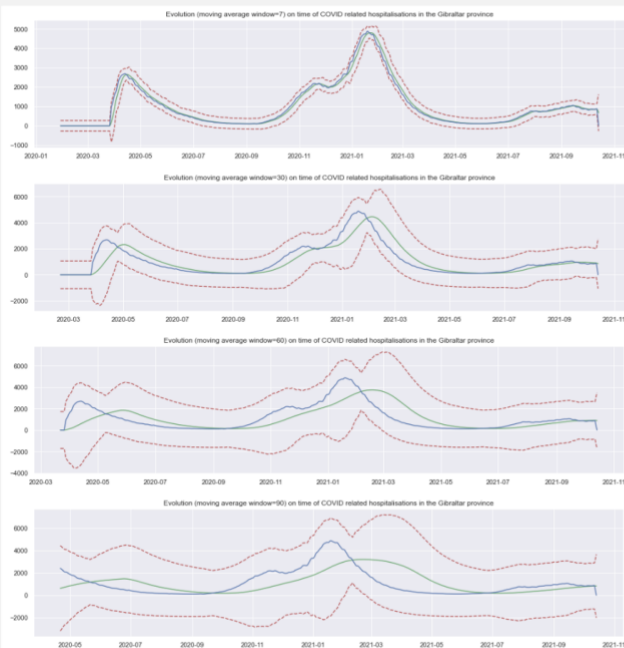 Evolution (moving average window=7) on time of COVID related hospitalisations in the Gibraltar province
5000
4000
3000
2000
1000
0
−1000
2020-01 2020-03 2020-05 2020-07 2020-09 2020-11 2021-01 2021-03 2021-05 2021-07 2021-09 2021-11
Evolution (moving average window=30) on time of COVID related hospitalisations in the Gibraltar province
6000
4000
2000
0
−2000
2020-03 2020-05 2020-07 2020-09 2020-11 2021-01 2021-03 2021-05 2021-07 2021-09 2021-11
Evolution (moving average window=60) on time of COVID related hospitalisations in the Gibraltar province
6000
4000
2000
0
−2000
−4000
2020-03 2020-05 2020-07 2020-09 2020-11 2021-01 2021-03 2021-05 2021-07 2021-09 2021-11
Evolution (moving average window=90) on time of COVID related hospitalisations in the Gibraltar province
6000
4000
2000
0
−2000
2020-05 2020-07 2020-09 2020-11 2021-01 2021-03 2021-05 2021-07 2021-09 2021-11